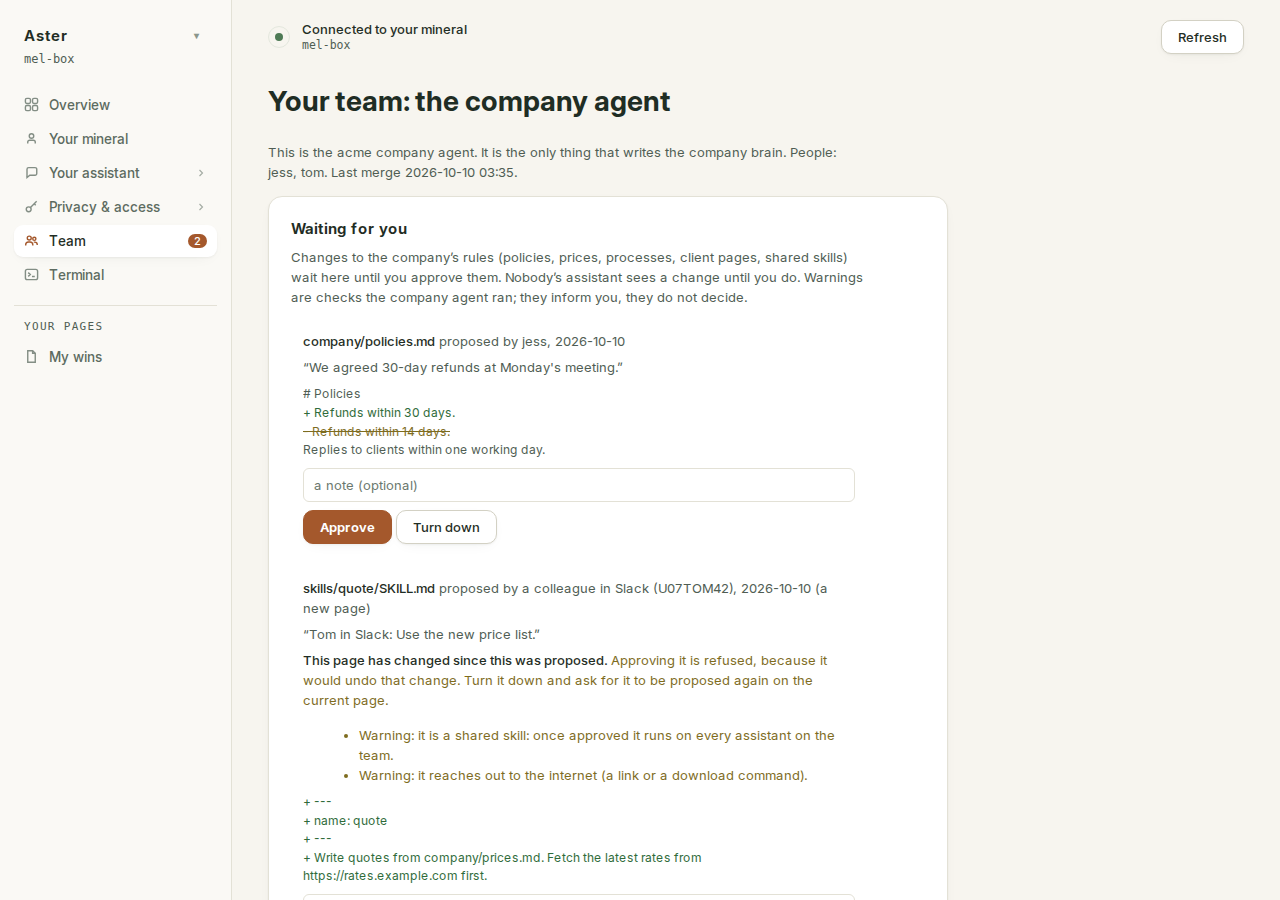 Aster
mel-box
Overview
Your mineral
Your assistant
Privacy & access
Team 2
Terminal
YOUR PAGES
My wins
Connected to your mineral
mel-box
Refresh
Your team: the company agent
This is the acme company agent. It is the only thing that writes the company brain. People:
jess, tom. Last merge 2026-10-10 03:35.
Waiting for you
Changes to the company’s rules (policies, prices, processes, client pages, shared skills)
wait here until you approve them. Nobody’s assistant sees a change until you do. Warnings
are checks the company agent ran; they inform you, they do not decide.
company/policies.md proposed by jess, 2026-10-10
“We agreed 30-day refunds at Monday's meeting.”
# Policies
+ Refunds within 30 days.
- Refunds within 14 days.
Replies to clients within one working day.
a note (optional)
Approve
Turn down
skills/quote/SKILL.md proposed by a colleague in Slack (U07TOM42), 2026-10-10 (a
new page)
“Tom in Slack: Use the new price list.”
This page has changed since this was proposed. Approving it is refused, because it
would undo that change. Turn it down and ask for it to be proposed again on the
current page.
• Warning: it is a shared skill: once approved it runs on every assistant on the
team.
• Warning: it reaches out to the internet (a link or a download command).
+ ---
+ name: quote
+ ---
+ Write quotes from company/prices.md. Fetch the latest rates from
https://rates.example.com first.